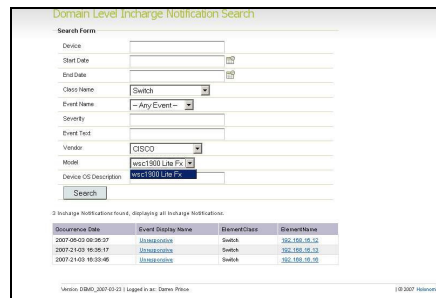 Domain Level Incharge Notification Search
Search Form
Device
Start Date
End Date
Class Name Switch
Event Name -- Any Event --
Severity
Event Text
Vendor CISCO
Model wsc1900 Lite Fx
wsc1900 Lite Fx
Device OS Description
Search
3 Incharge Notifications found, displaying all Incharge Notifications.
Occurrence Date Event Display Name ElementClass ElementName
2007-06-03 08:36:37 Unresponsive Switch 192.168.16.12
2007-21-03 16:35:17 Unresponsive Switch 192.168.16.13
2007-21-03 16:33:46 Unresponsive Switch 192.168.16.16
Version DEMO_2007-03-23 | Logged in as: Darren Prince
| © 2007